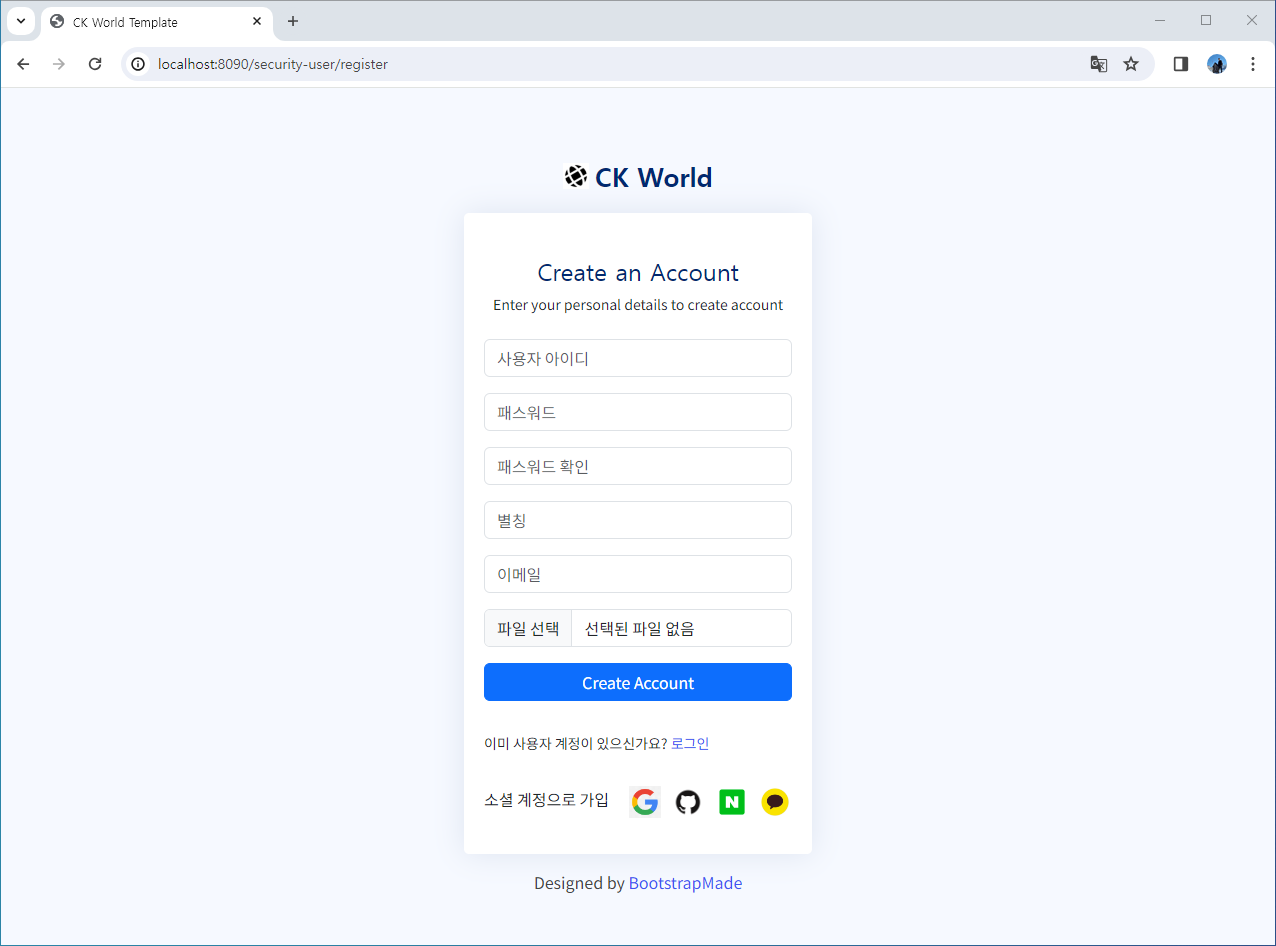 CK World Template
localhost:8090/security-user/register
CK World
Create an Account
Enter your personal details to create account
사용자 아이디
패스워드
패스워드 확인
별칭
이메일
파일 선택 선택된 파일 없음
Create Account
이미 사용자 계정이 있으신가요? 로그인
소셜 계정으로 가입
Designed by BootstrapMade